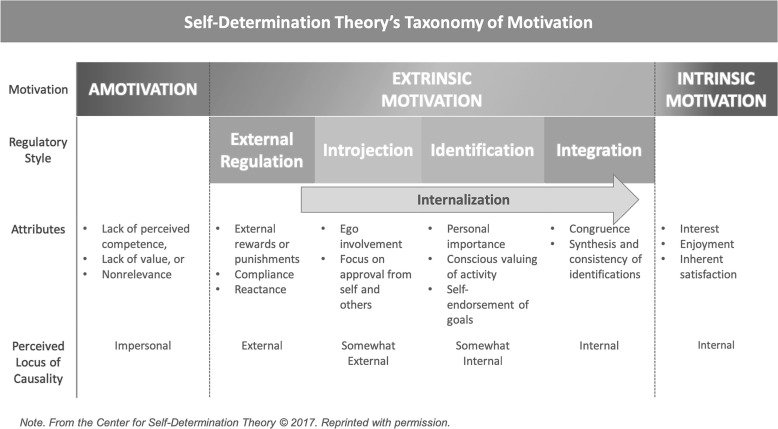 Self-Determination Theory's Taxonomy of Motivation
Motivation
AMOTIVATION
EXTRINSIC
MOTIVATION
INTRINSIC
MOTIVATION
Regulatory
Style
External
Regulation
Introjection
Identification
Integration
Internalization
Attributes
• Lack of perceived
competence,
• Lack of value, or
• Nonrelevance
• External
rewards or
punishments
• Compliance
• Reactance
• Ego
involvement
• Focus on
approval from
self and
others
• Personal
importance
• Conscious valuing
of activity
• Self-
endorsement of
goals
• Congruence
• Synthesis and
consistency of
identifications
• Interest
• Enjoyment
• Inherent
satisfaction
Perceived
Locus of
Causality
Impersonal
External
Somewhat
External
Somewhat
Internal
Internal
Internal
Note. From the Center for Self-Determination Theory © 2017. Reprinted with permission.